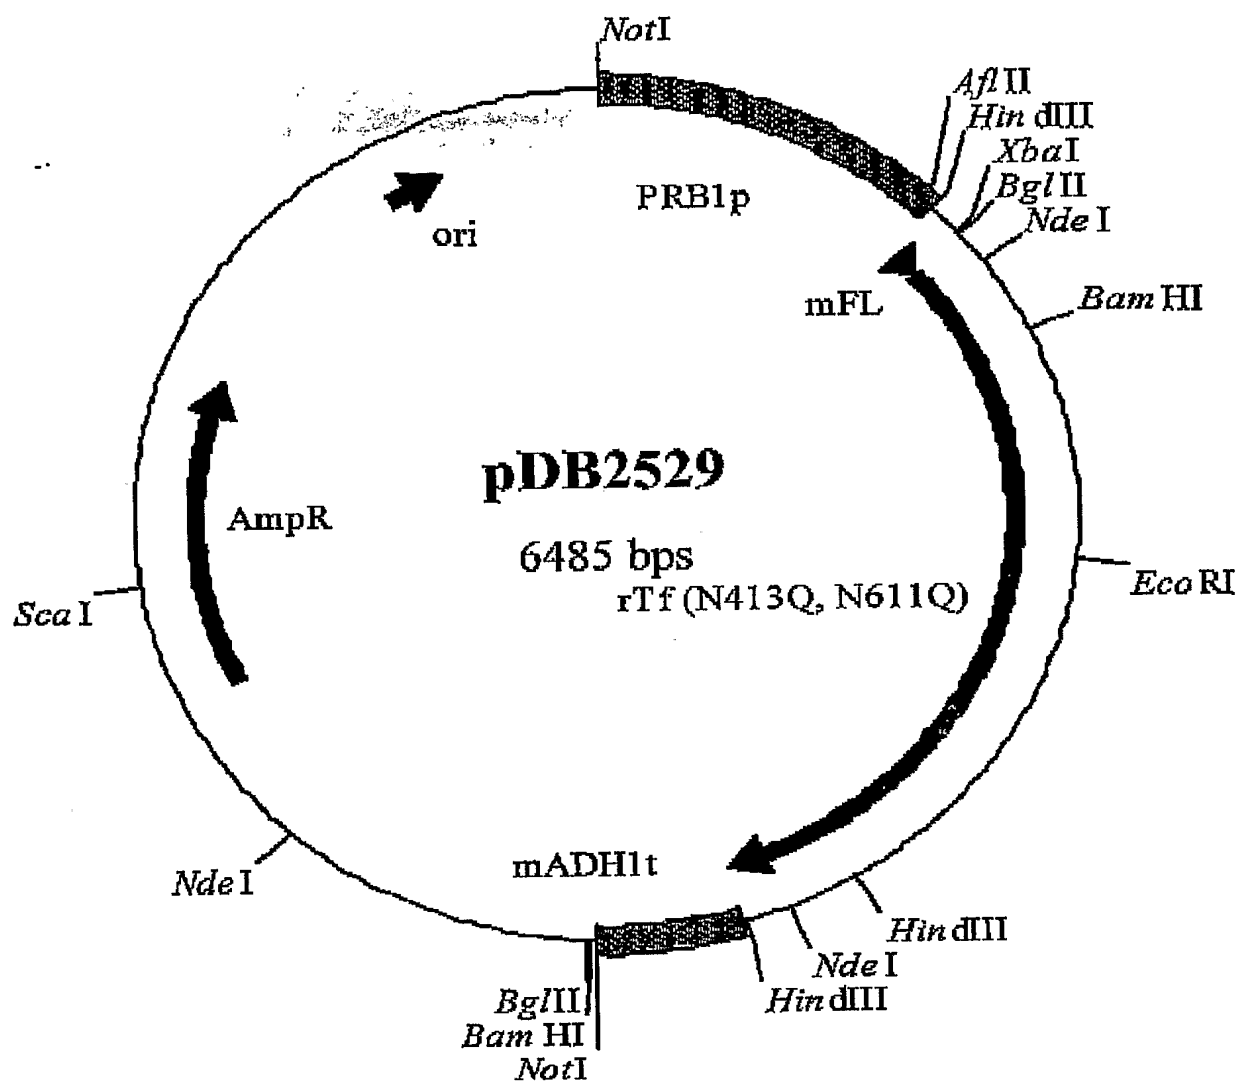 NotI
AflII
HindIII
XbaI
BglII
NdeI
BamHI
PRB1p
ori
mFL
pDB2529
6485 bps
rTf (N413Q, N611Q)
AmpR
EcoRI
ScaI
NdeI
mADH1t
HindIII
NdeI
HindIII
BglII
BamHI
NotI